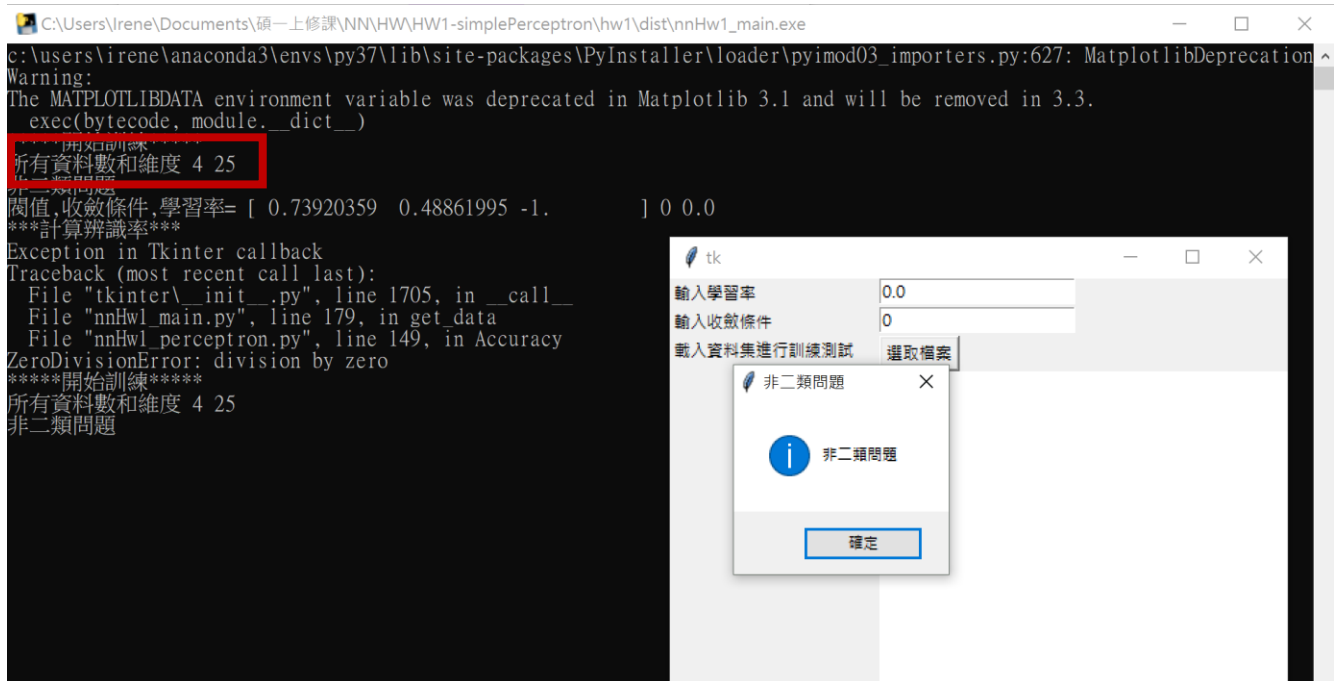 C:\Users\Irene\Documents\碩一上修課\NN\HW\HW1-simplePerceptron\hw1\dist\nnHw1_main.exe
c:\users\irene\anaconda3\envs\py37\lib\site-packages\PyInstaller\loader\pyimod03_importers.py:627: MatplotlibDeprecation
Warning:
The MATPLOTLIBDATA environment variable was deprecated in Matplotlib 3.1 and will be removed in 3.3.
exec(bytecode, module.__dict__)
*****開始訓練*****
所有資料數和維度 4 25
非二類問題
閥值,收斂條件,學習率= [ 0.73920359 0.48861995 -1. ] 0 0.0
***計算辨識率***
Exception in Tkinter callback
Traceback (most recent call last):
File "tkinter\__init__.py", line 1705, in __call__
File "nnHw1_main.py", line 179, in get_data
File "nnHw1_perceptron.py", line 149, in Accuracy
ZeroDivisionError: division by zero
*****開始訓練*****
所有資料數和維度 4 25
非二類問題
tk
輸入學習率 0.0
輸入收斂條件 0
載入資料集進行訓練測試 選取檔案
非二類問題
非二類問題
確定